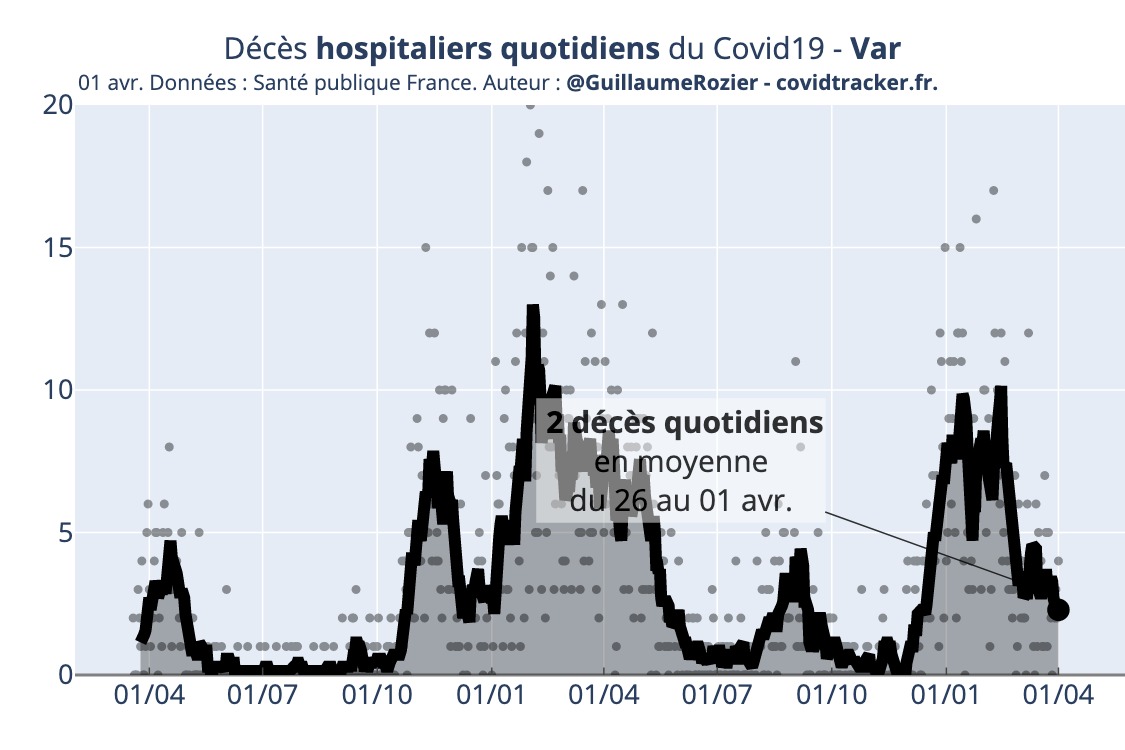 Décès hospitaliers quotidiens du Covid19 - Var
01 avr. Données : Santé publique France. Auteur : @GuillaumeRozier - covidtracker.fr.
20
15
10
5
0
2 décès quotidiens
en moyenne
du 26 au 01 avr.
01/04 01/07 01/10 01/01 01/04 01/07 01/10 01/01 01/04